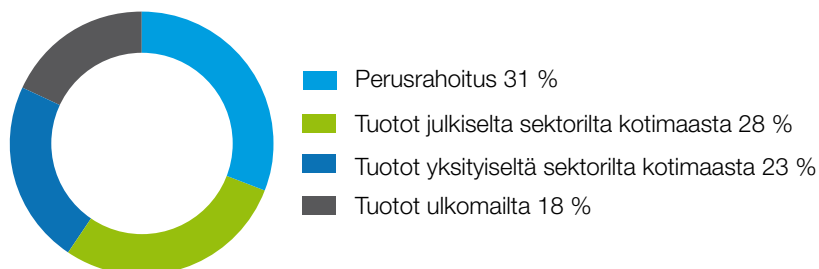 Perusrahoitus 31 %
Tuotot julkiselta sektorilta kotimaasta 28 %
Tuotot yksityiseltä sektorilta kotimaasta 23 %
Tuotot ulkomailta 18 %